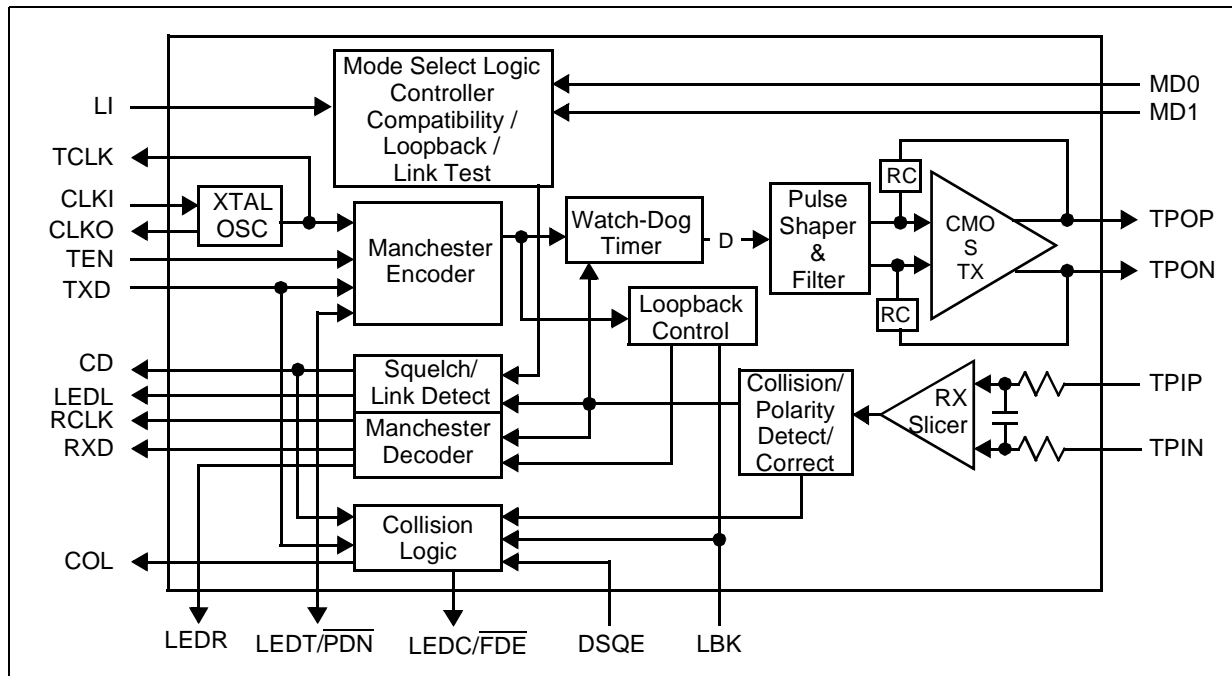 Mode Select Logic
Controller
Compatibility /
Loopback /
Link Test
LI
MD0
MD1
TCLK
CLKI
CLKO
XTAL
OSC
TEN
TXD
Manchester
Encoder
Watch-Dog
Timer
D
Pulse
Shaper
&
Filter
RC
RC
CMO
S
TX
TPOP
TPON
Loopback
Control
CD
LEDL
RCLK
RXD
Squelch/
Link Detect
Manchester
Decoder
Collision/
Polarity
Detect/
Correct
RX
Slicer
TPIP
TPIN
Collision
Logic
COL
LEDR
LEDT/PDN
LEDC/FDE
DSQE
LBK